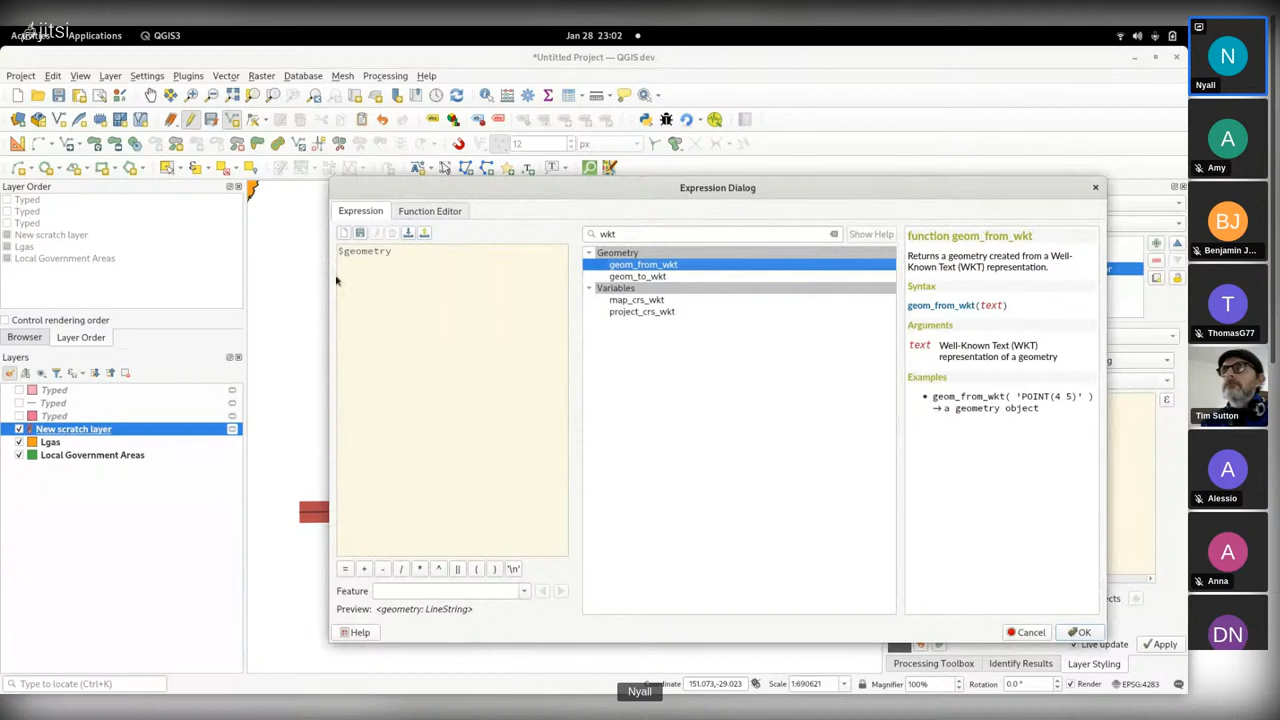 jitsi
Activities Applications QGIS3 Jan 28 23:02
*Untitled Project — QGIS dev
Project Edit View Layer Settings Plugins Vector Raster Database Mesh Processing Help
12 px
Layer Order
Typed
Typed
Typed
New scratch layer
Lgas
Local Government Areas
Control rendering order
Browser Layer Order
Layers
Typed
Typed
Typed
New scratch layer
Lgas
Local Government Areas
Expression Dialog
Expression Function Editor
$geometry
= + - / * ^ || ( ) '\n'
Feature
Preview: <geometry: LineString>
Help
wkt
Show Help
Geometry
geom_from_wkt
geom_to_wkt
Variables
map_crs_wkt
project_crs_wkt
function geom_from_wkt
Returns a geometry created from a Well-
Known Text (WKT) representation.
Syntax
geom_from_wkt(text)
Arguments
text Well-Known Text (WKT)
representation of a geometry
Examples
geom_from_wkt( 'POINT(4 5)' )
→ a geometry object
Cancel OK
Live update Apply
Processing Toolbox Identify Results Layer Styling
Type to locate (Ctrl+K)
Coordinate 151.073,-29.023 Scale 1:690621 Magnifier 100% Rotation 0.0 ° Render EPSG:4283
Nyall
N
Nyall
A
Amy
BJ
Benjamin J...
T
ThomasG77
Tim Sutton
A
Alessio
A
Anna
DN